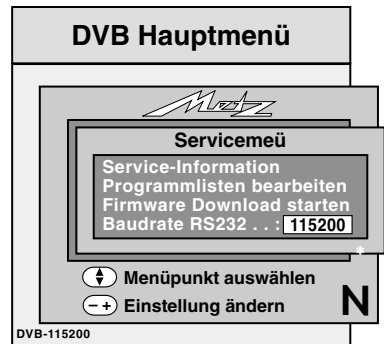 DVB Hauptmenü
Metz
Servicemeü
Service-Information
Programmlisten bearbeiten
Firmware Download starten
Baudrate RS232 . . : 115200
*
Menüpunkt auswählen
− + Einstellung ändern
N
DVB-115200